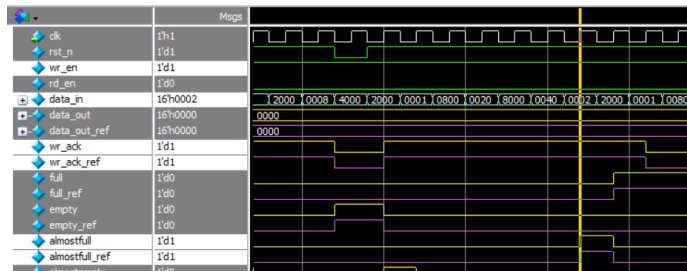 Msgs
clk 1'h1
rst_n 1'd1
wr_en 1'd1
rd_en 1'd0
data_in 16'h0002 2000 0008 4000 2000 0001 0800 0020 8000 0040 0002 2000 0001 0080
data_out 16'h0000 0000
data_out_ref 16'h0000 0000
wr_ack 1'd1
wr_ack_ref 1'd1
full 1'd0
full_ref 1'd0
empty 1'd0
empty_ref 1'd0
almostfull 1'd1
almostfull_ref 1'd1